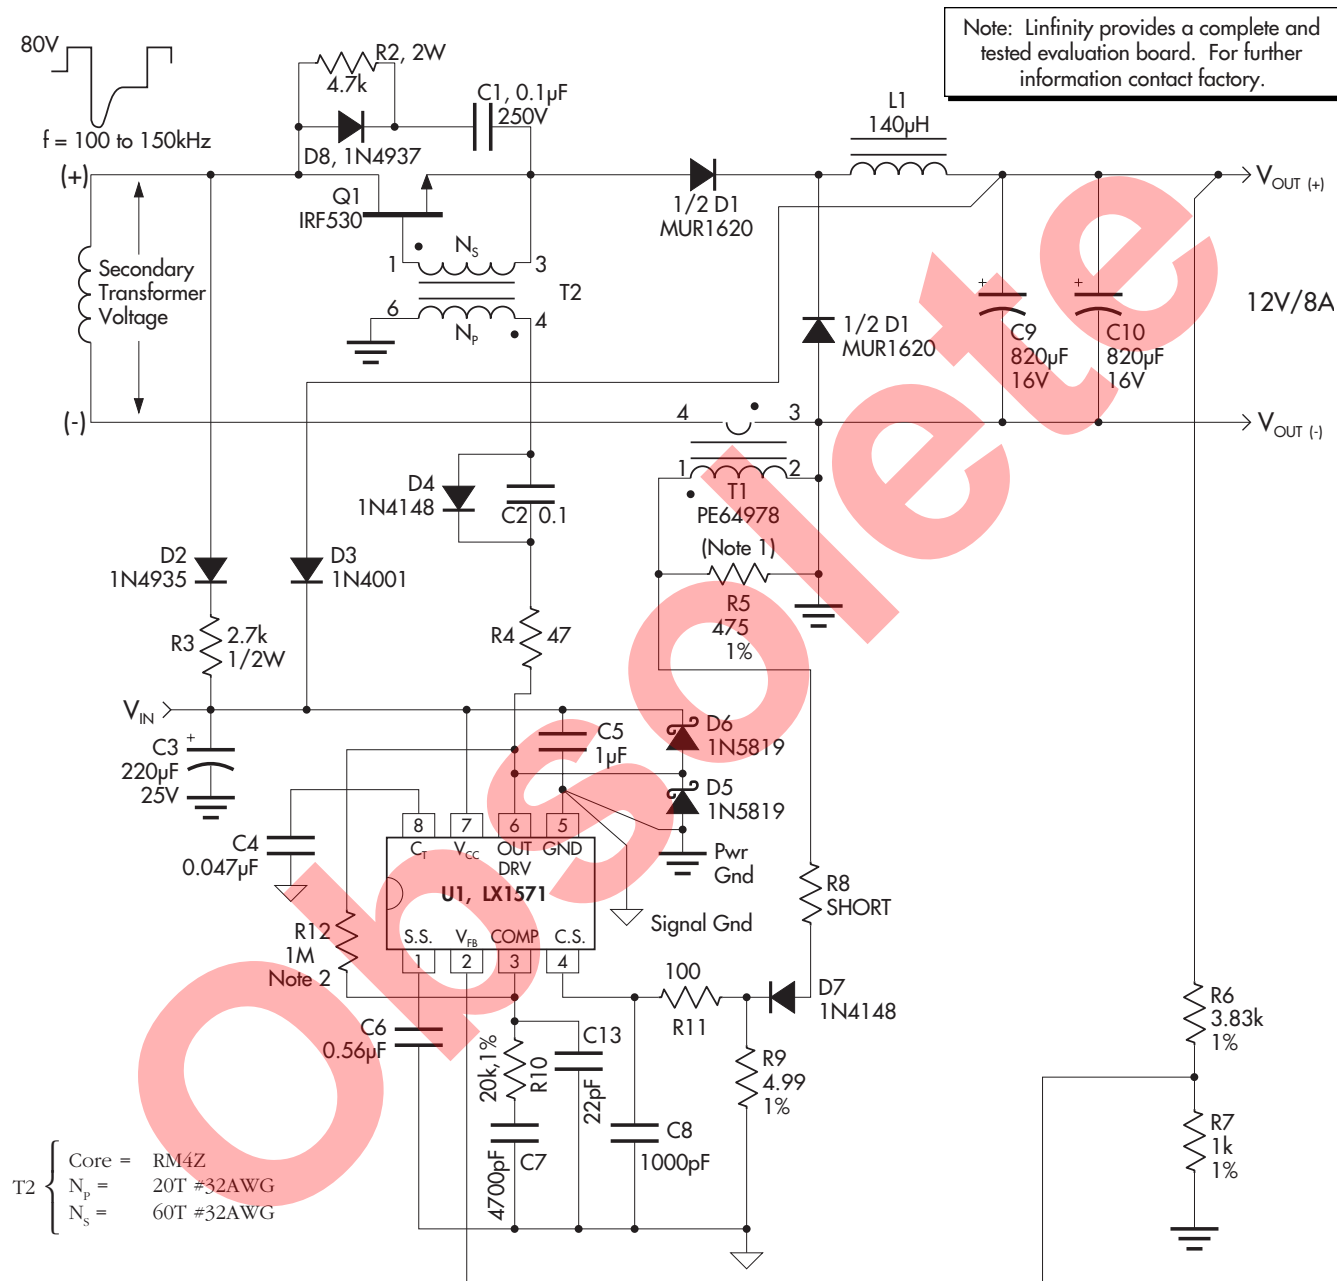 Note: Linfinity provides a complete and
tested evaluation board. For further
information contact factory.
80V
f = 100 to 150kHz
R2, 2W
4.7k
C1, 0.1µF
250V
D8, 1N4937
L1
140µH
(+)
Q1
IRF530
1/2 D1
MUR1620
VOUT (+)
Secondary
Transformer
Voltage
1
NS
3
T2
6
NP
4
1/2 D1
MUR1620
C9
820µF
16V
C10
820µF
16V
12V/8A
+
+
(-)
4
3
VOUT (-)
1
2
T1
PE64978
(Note 1)
D4
1N4148
C2 0.1
D2
1N4935
D3
1N4001
R5
475
1%
R3
2.7k
1/2W
R4
47
VIN
+
C3
220µF
25V
C5
1µF
D6
1N5819
D5
1N5819
C4
0.047µF
8
7
6
5
CT
VCC
OUT
DRV
GND
Pwr
Gnd
U1, LX1571
R8
SHORT
Signal Gnd
R12
1M
Note 2
S.S.
VFB
COMP
C.S.
1
2
3
4
100
R11
D7
1N4148
C6
0.56µF
20k,1%
R10
C13
22pF
R9
4.99
1%
R6
3.83k
1%
C8
1000pF
4700pF
C7
R7
1k
1%
T2
Core = RM4Z
Np = 20T #32AWG
Ns = 60T #32AWG
Obsolete